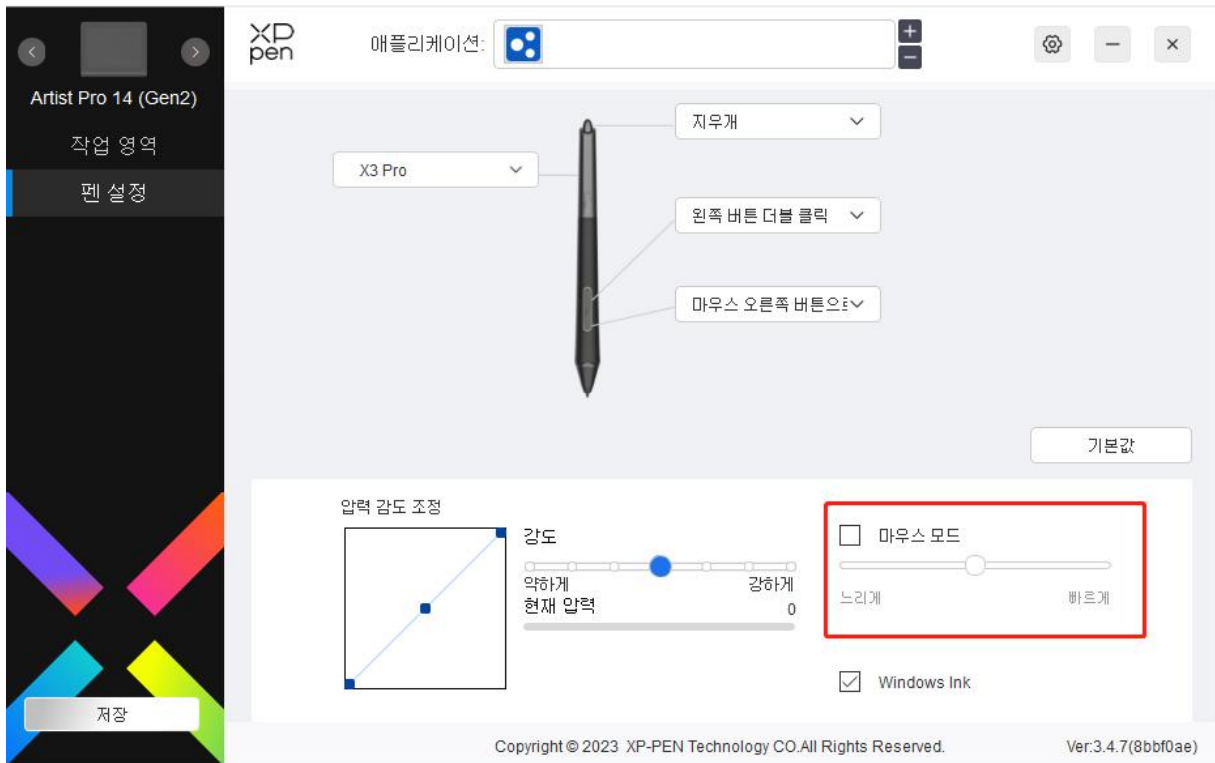 XP
pen
애플리케이션:
Artist Pro 14 (Gen2)
작업 영역
펜 설정
지우개
X3 Pro
왼쪽 버튼 더블 클릭
마우스 오른쪽 버튼으로
기본값
압력 감도 조정
강도
약하게 강하게
현재 압력 0
마우스 모드
느리게 빠르게
Windows Ink
저장
Copyright © 2023 XP-PEN Technology CO.All Rights Reserved.
Ver:3.4.7(8bbf0ae)